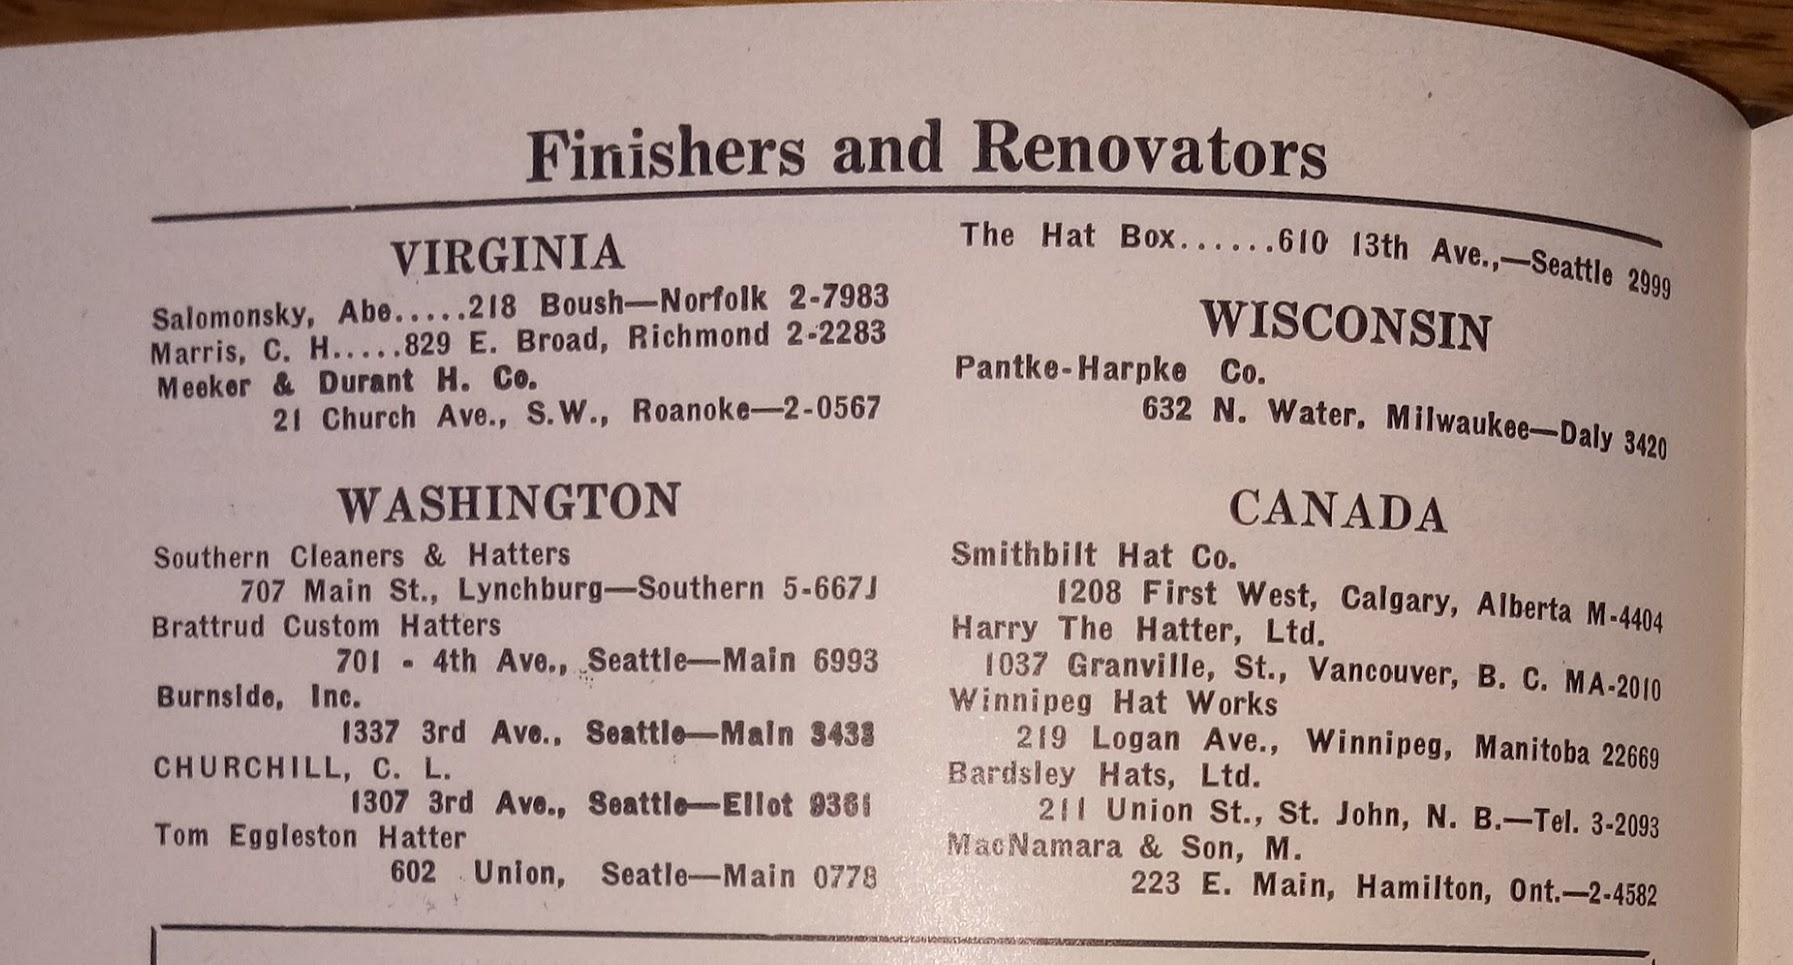 Finishers and Renovators
VIRGINIA
Salomonsky, Abe.....218 Boush—Norfolk 2-7983
Marris, C. H.....829 E. Broad, Richmond 2-2283
Meeker & Durant H. Co.
21 Church Ave., S.W., Roanoke—2-0567
WASHINGTON
Southern Cleaners & Hatters
707 Main St., Lynchburg—Southern 5-667J
Brattrud Custom Hatters
701 - 4th Ave., Seattle—Main 6993
Burnside, Inc.
1337 3rd Ave., Seattle—Main 3433
CHURCHILL, C. L.
1307 3rd Ave., Seattle—Eliot 9361
Tom Eggleston Hatter
602 Union, Seatle—Main 0778
The Hat Box......610 13th Ave.,—Seattle 2999
WISCONSIN
Pantke-Harpke Co.
632 N. Water, Milwaukee—Daly 3420
CANADA
Smithbilt Hat Co.
1208 First West, Calgary, Alberta M-4404
Harry The Hatter, Ltd.
1037 Granville, St., Vancouver, B. C. MA-2010
Winnipeg Hat Works
219 Logan Ave., Winnipeg, Manitoba 22669
Bardsley Hats, Ltd.
211 Union St., St. John, N. B.—Tel. 3-2093
MacNamara & Son, M.
223 E. Main, Hamilton, Ont.—2-4582